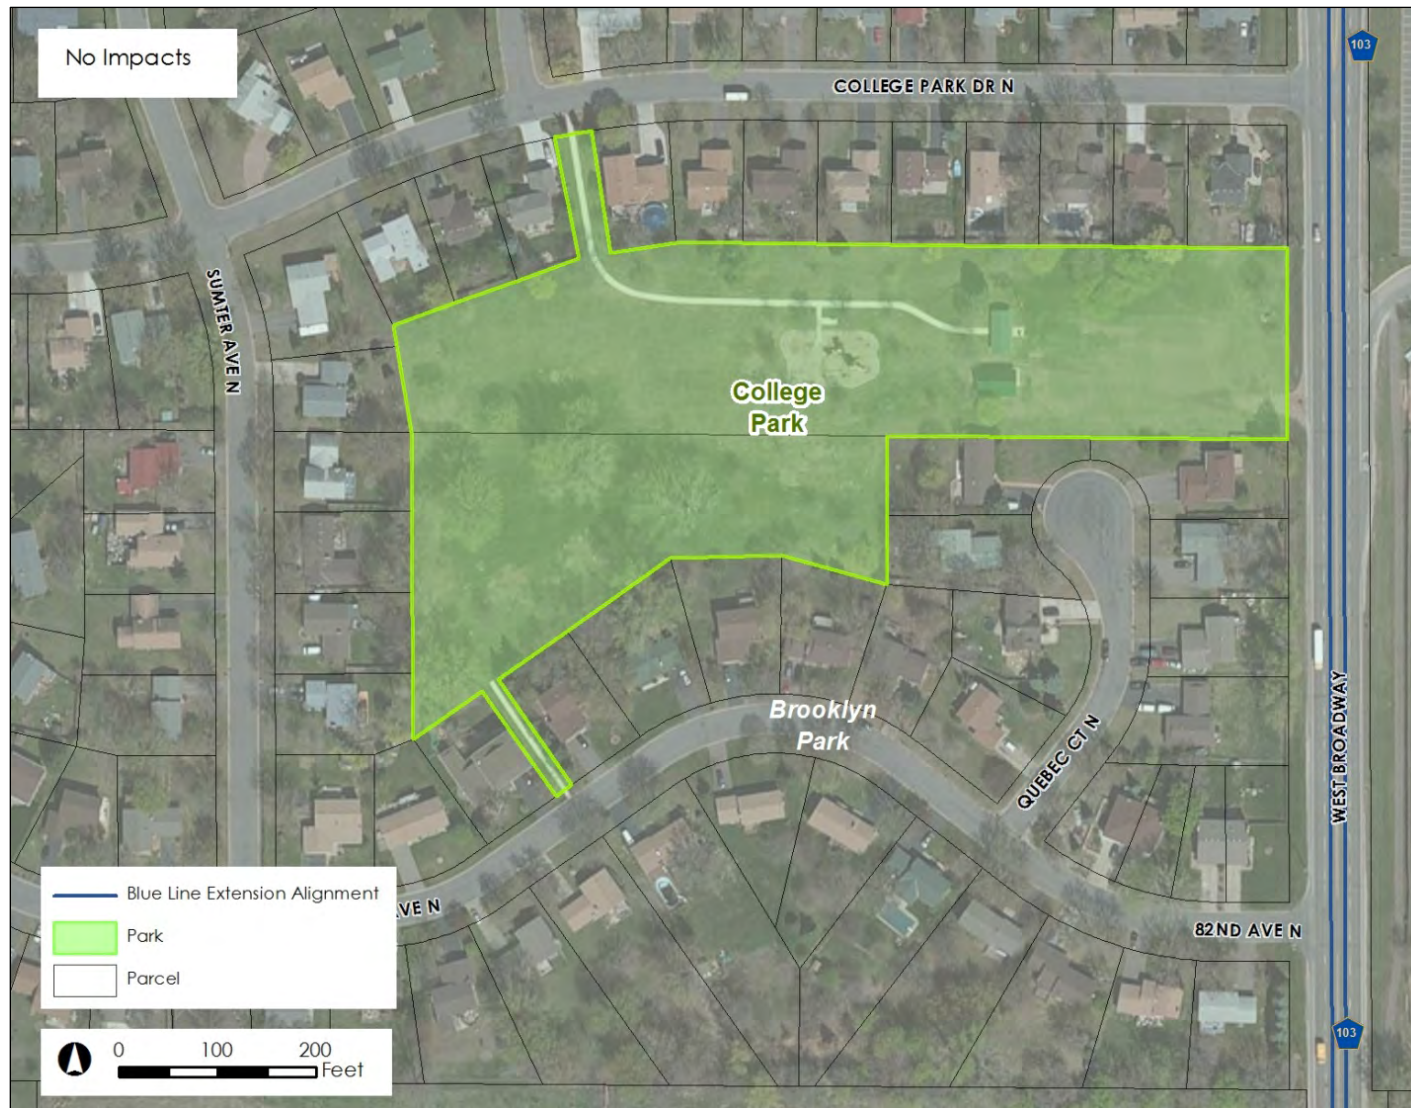 No Impacts
103
COLLEGE PARK DR N
SUMTER AVE N
College
Park
Brooklyn
Park
QUEBEC CT N
WEST BROADWAY
82ND AVE N
AVE N
103
Blue Line Extension Alignment
Park
Parcel
0 100 200
Feet